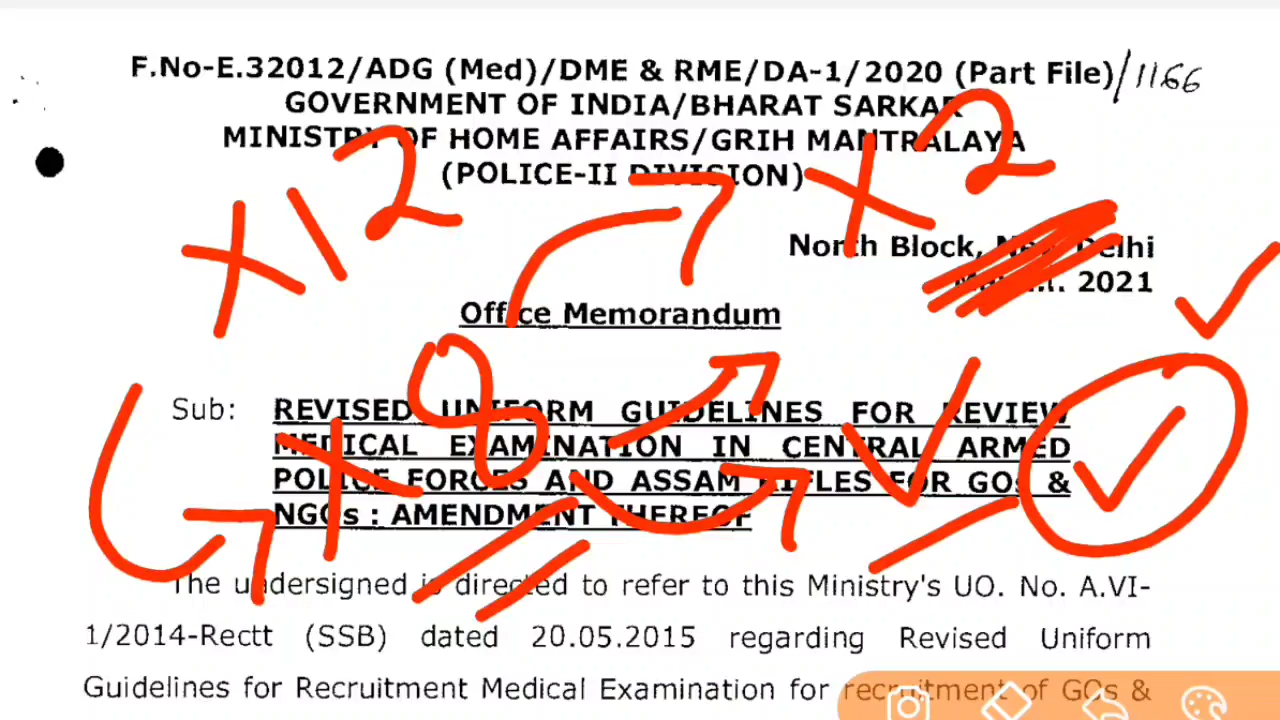 F.No-E.32012/ADG (Med)/DME & RME/DA-1/2020 (Part File)/1166
GOVERNMENT OF INDIA/BHARAT SARKAR
MINISTRY OF HOME AFFAIRS/GRIH MANTRALAYA
(POLICE-II DIVISION)
x12
x2
North Block, New Delhi
2021
Office Memorandum
x8
Sub: REVISED UNIFORM GUIDELINES FOR REVIEW
MEDICAL EXAMINATION IN CENTRAL ARMED
POLICE FORCES AND ASSAM RIFLES FOR GOs &
NGOs : AMENDMENT THEREOF
The undersigned is directed to refer to this Ministry's UO. No. A.VI-
1/2014-Rectt (SSB) dated 20.05.2015 regarding Revised Uniform
Guidelines for Recruitment Medical Examination for recruitment of GOs &